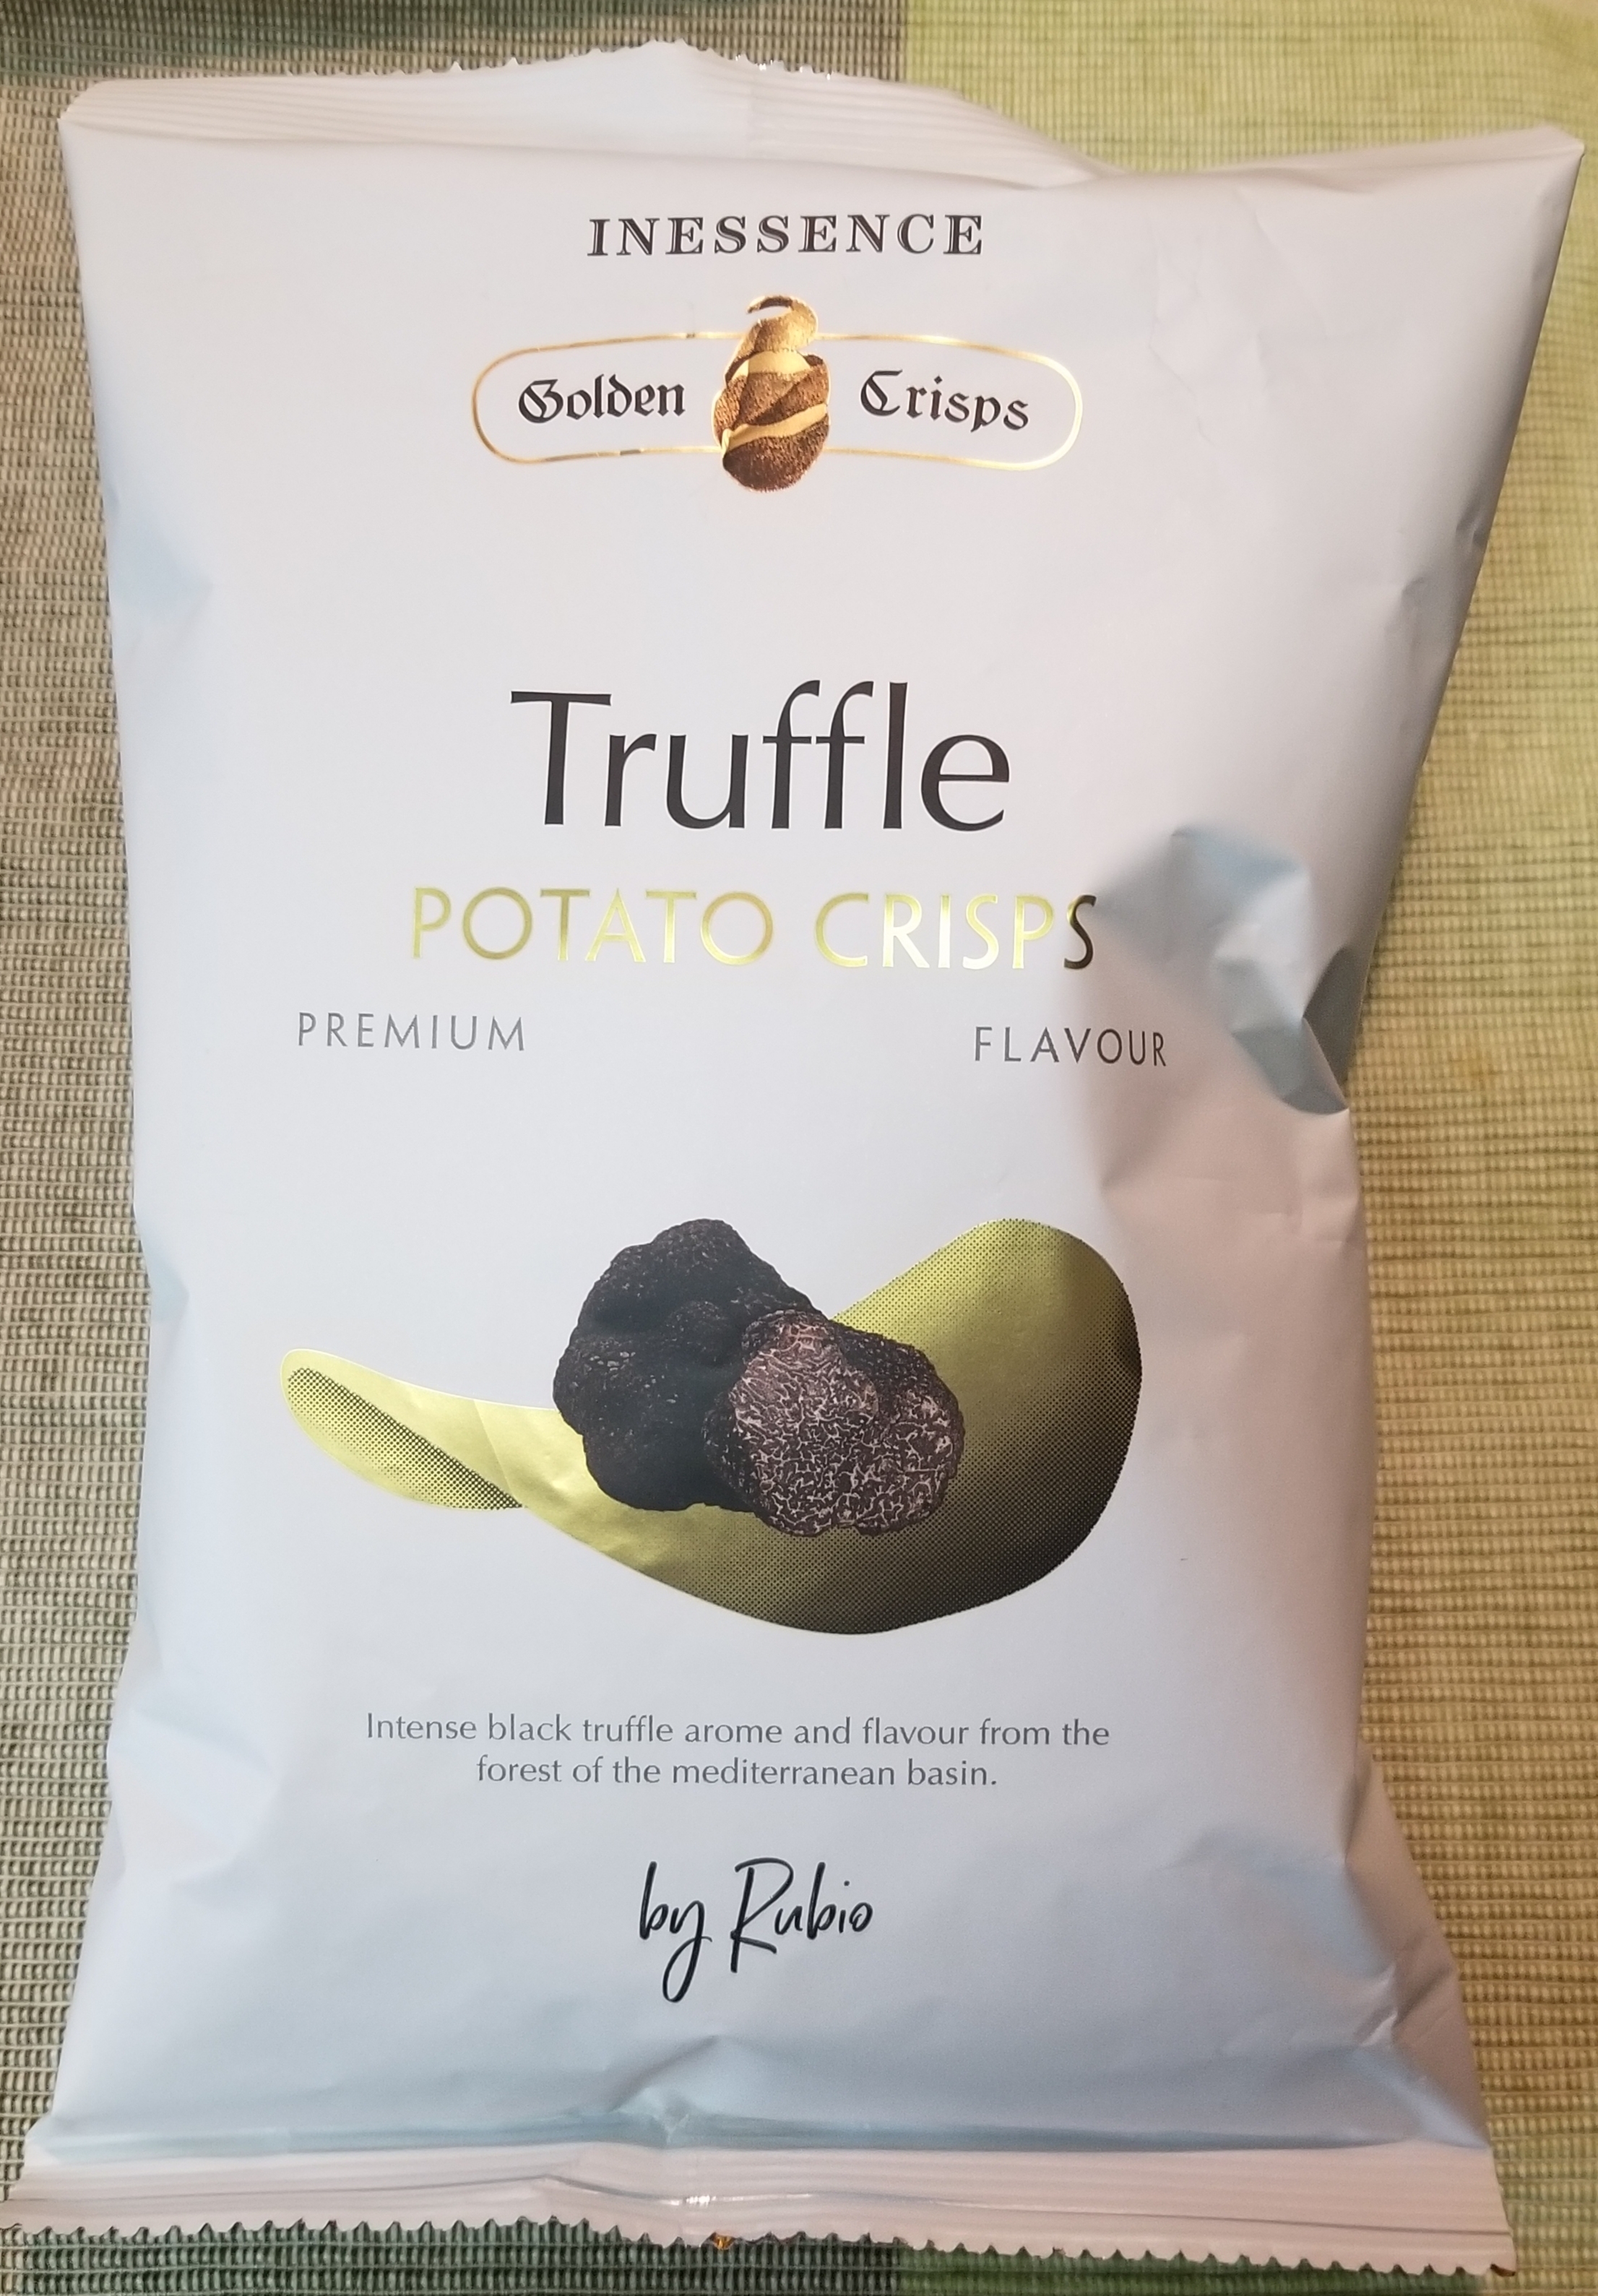 INESSENCE
Golden Crisps
Truffle
POTATO CRISPS
PREMIUM FLAVOUR
Intense black truffle arome and flavour from the
forest of the mediterranean basin.
by Rubio